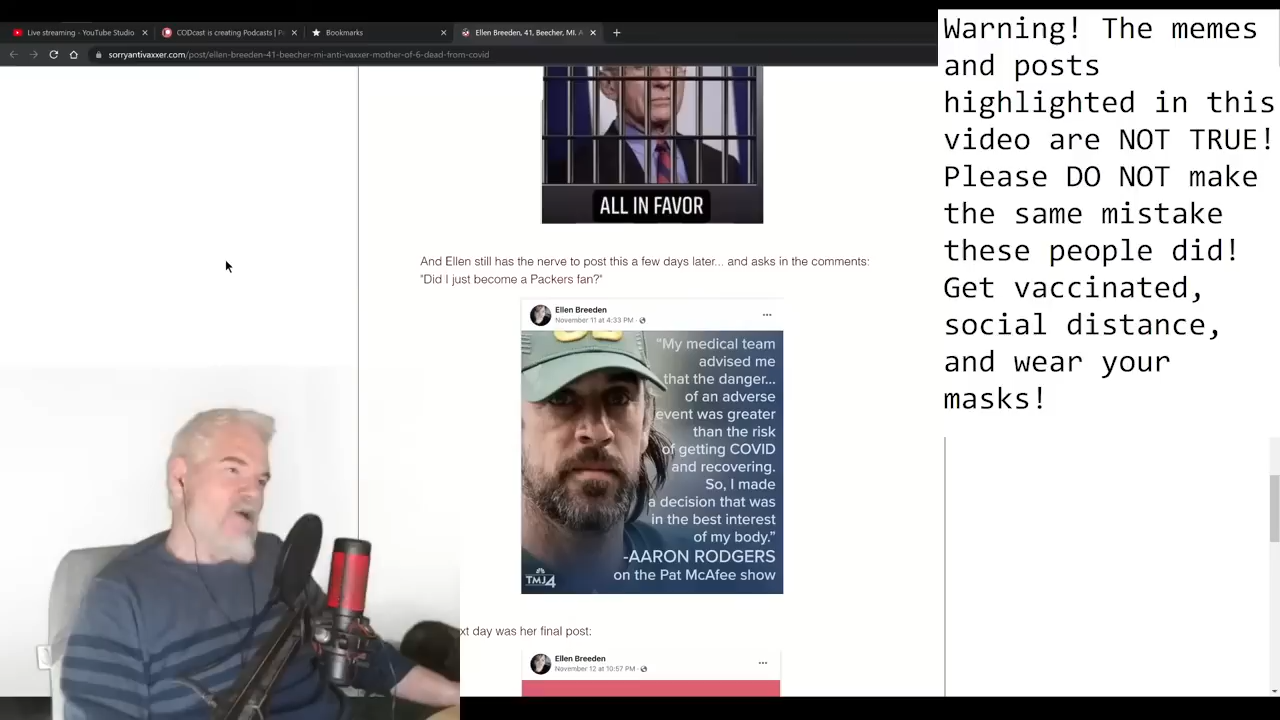 Live streaming - YouTube Studio
CODcast is creating Podcasts | P
Bookmarks
Ellen Breeden, 41, Beecher, MI, A
sorryantivaxxer.com/post/ellen-breeden-41-beecher-mi-anti-vaxxer-mother-of-6-dead-from-covid
ALL IN FAVOR
And Ellen still has the nerve to post this a few days later... and asks in the comments:
"Did I just become a Packers fan?"
Ellen Breeden
November 11 at 4:33 PM ·
"My medical team
advised me
that the danger...
of an adverse
event was greater
than the risk
of getting COVID
and recovering.
So, I made
a decision that was
in the best interest
of my body."
-AARON RODGERS
on the Pat McAfee show
TMJ4
xt day was her final post:
Ellen Breeden
November 12 at 10:57 PM ·
Warning! The memes
and posts
highlighted in this
video are NOT TRUE!
Please DO NOT make
the same mistake
these people did!
Get vaccinated,
social distance,
and wear your
masks!